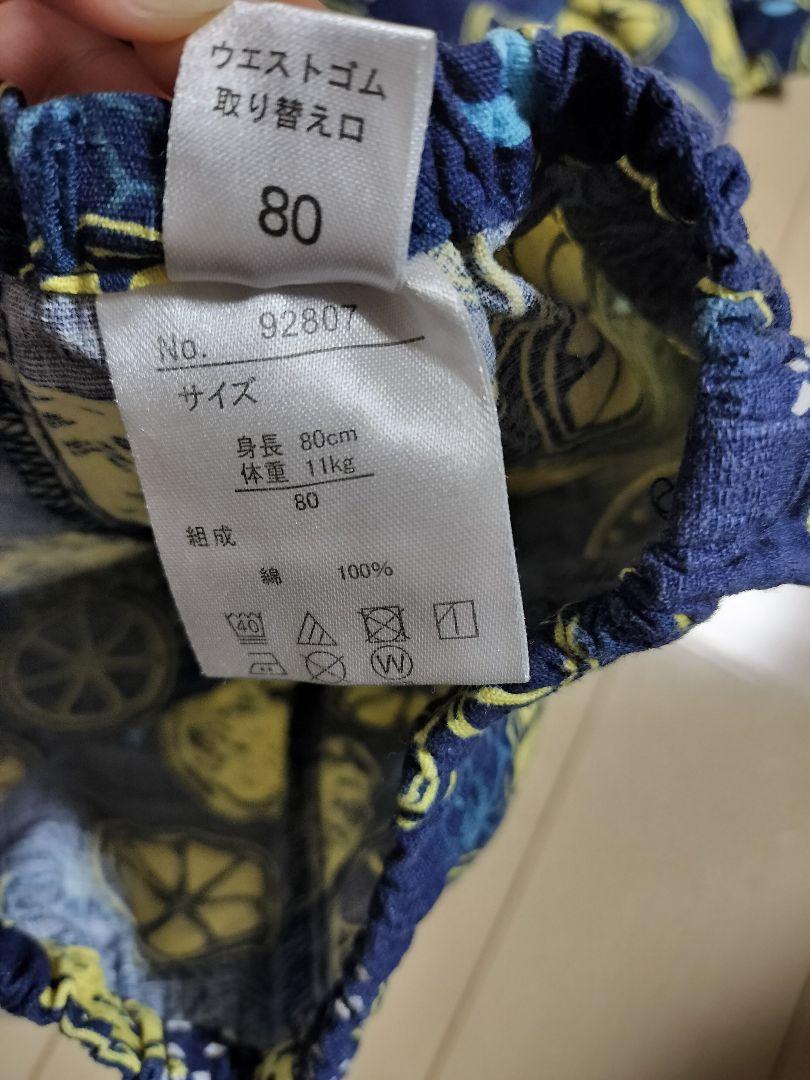 ウエストゴム
取り替え口
80
No. 92807
サイズ
身長 80cm
体重 11kg
80
組成
綿 100%
40
W